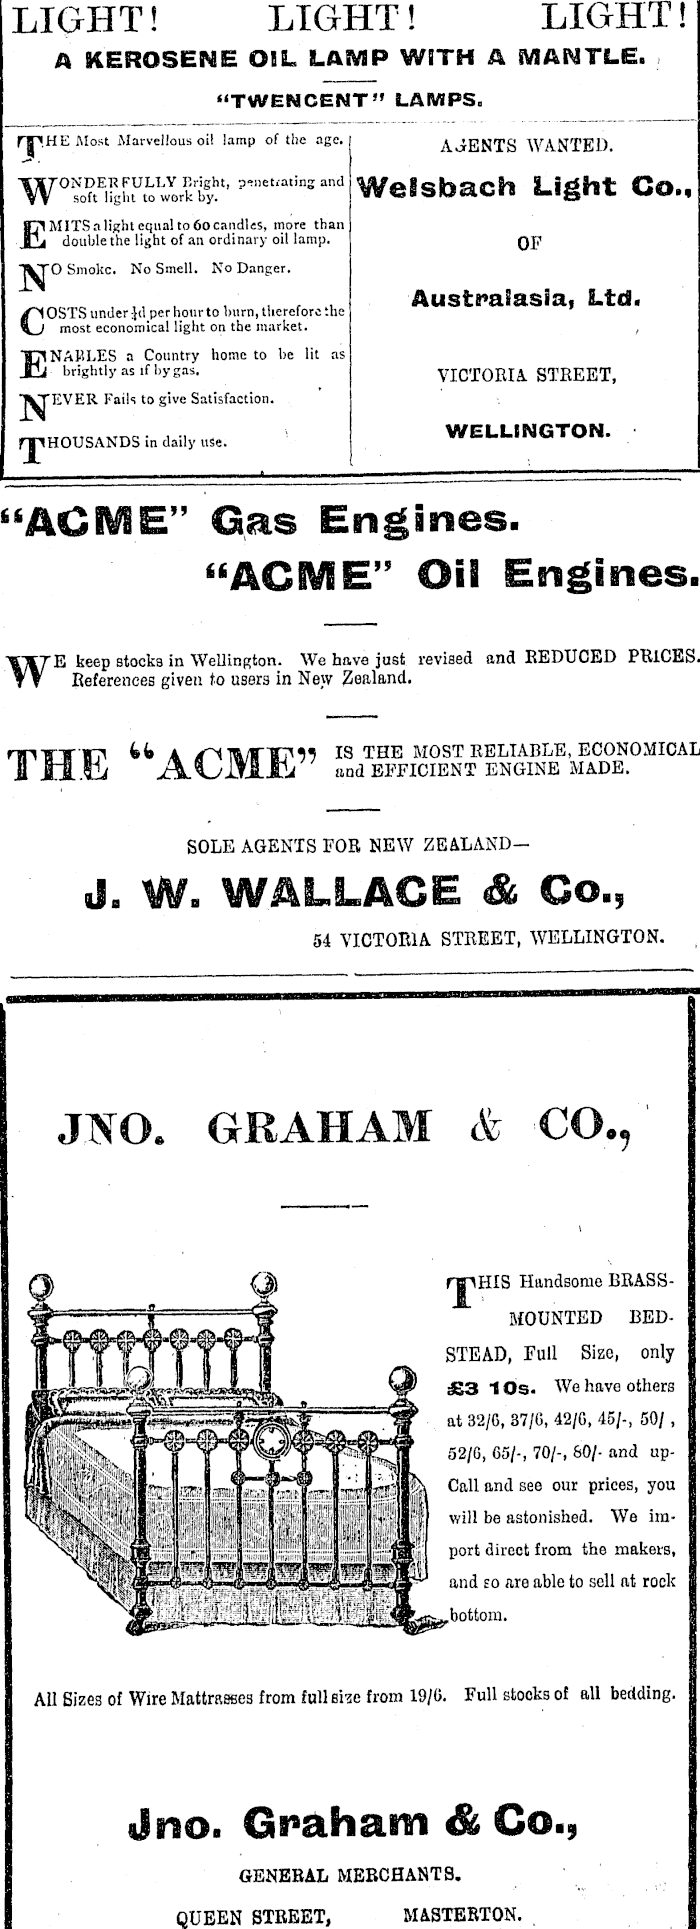 LIGHT! LIGHT! LIGHT!
A KEROSENE OIL LAMP WITH A MANTLE.
"TWENCENT" LAMPS.
THE Most Marvellous oil lamp of the age.
WONDERFULLY Bright, penetrating and
soft light to work by.
EMITS a light equal to 60 candles, more than
double the light of an ordinary oil lamp.
NO Smoke. No Smell. No Danger.
COSTS under ¼d per hour to burn, therefore the
most economical light on the market.
ENABLES a Country home to be lit as
brightly as if by gas.
NEVER Fails to give Satisfaction.
THOUSANDS in daily use.
AGENTS WANTED.
Welsbach Light Co.,
OF
Australasia, Ltd.
VICTORIA STREET,
WELLINGTON.
"ACME" Gas Engines.
"ACME" Oil Engines.
WE keep stocks in Wellington. We have just revised and REDUCED PRICES.
References given to users in New Zealand.
THE "ACME" IS THE MOST RELIABLE, ECONOMICAL
and EFFICIENT ENGINE MADE.
SOLE AGENTS FOR NEW ZEALAND—
J. W. WALLACE & Co.,
54 VICTORIA STREET, WELLINGTON.
JNO. GRAHAM & CO.,
THIS Handsome BRASS-
MOUNTED BED-
STEAD, Full Size, only
£3 10s. We have others
at 32/6, 37/6, 42/6, 45/-, 50/ ,
52/6, 65/-, 70/-, 80/- and up-
Call and see our prices, you
will be astonished. We im-
port direct from the makers,
and so are able to sell at rock
bottom.
All Sizes of Wire Mattrasses from full size from 19/6. Full stocks of all bedding.
Jno. Graham & Co.,
GENERAL MERCHANTS.
QUEEN STREET, MASTERTON.